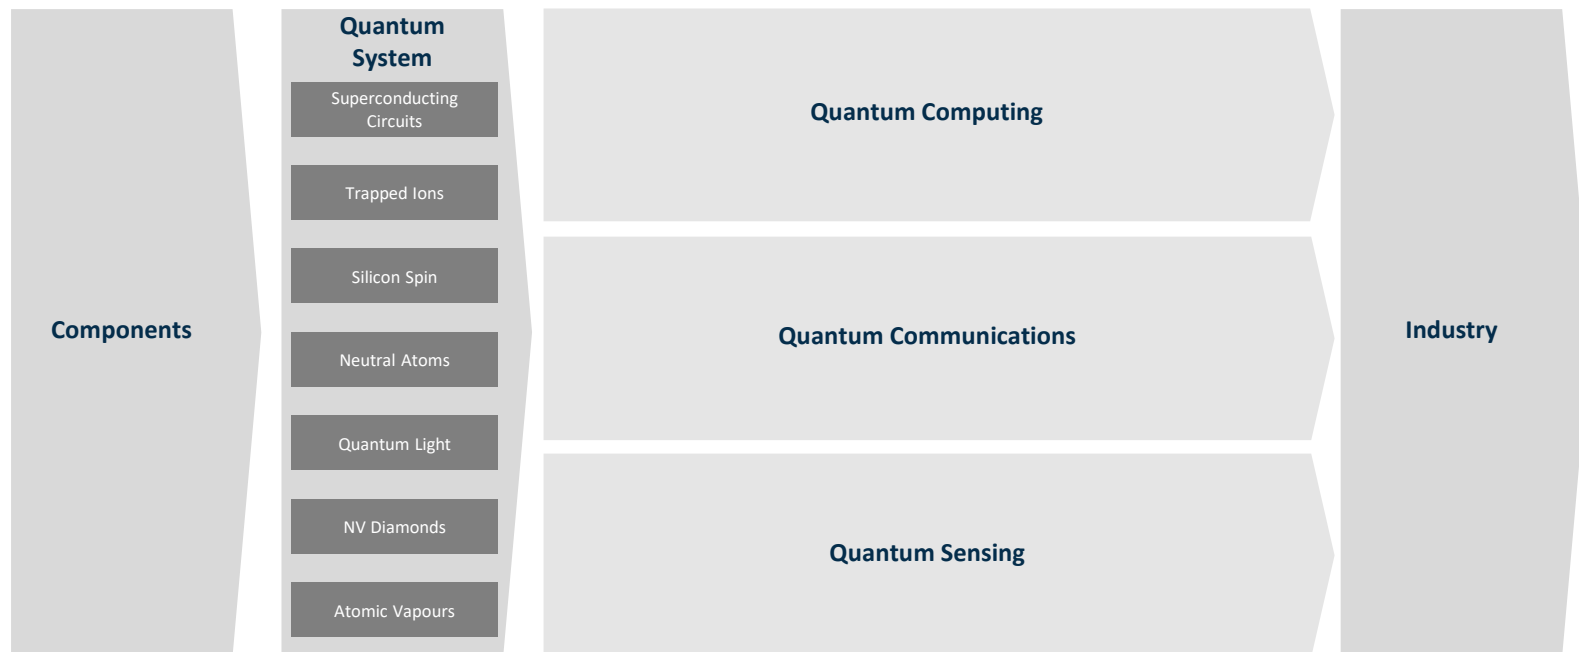 Components
Quantum
System
Superconducting
Circuits
Trapped Ions
Silicon Spin
Neutral Atoms
Quantum Light
NV Diamonds
Atomic Vapours
Quantum Computing
Quantum Communications
Quantum Sensing
Industry